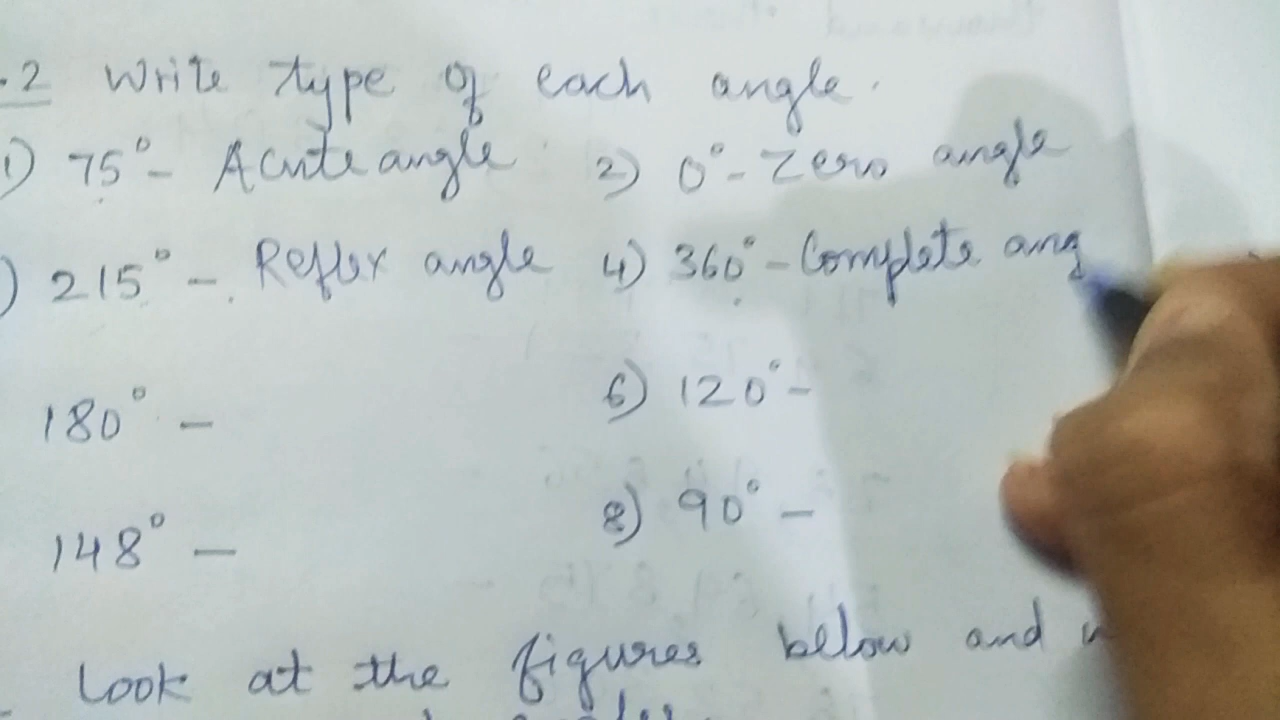 .2 Write type of each angle.
1) 75° - Acute angle 2) 0° - Zero angle
) 215° - Reflex angle 4) 360° - Complete ang
180° - 6) 120° -
148° - 8) 90° -
Look at the figures below and